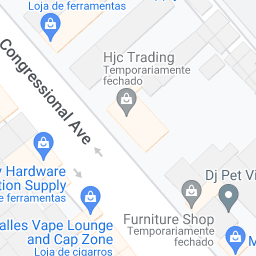 Loja de ferramentas
Congressional Ave
Hjc Trading
Temporariamente
fechado
y Hardware
tion Supply
de ferramentas
Dj Pet Vi
Furniture Shop
Temporariamente
fechado
alles Vape Lounge
and Cap Zone
Loja de cigarros
M